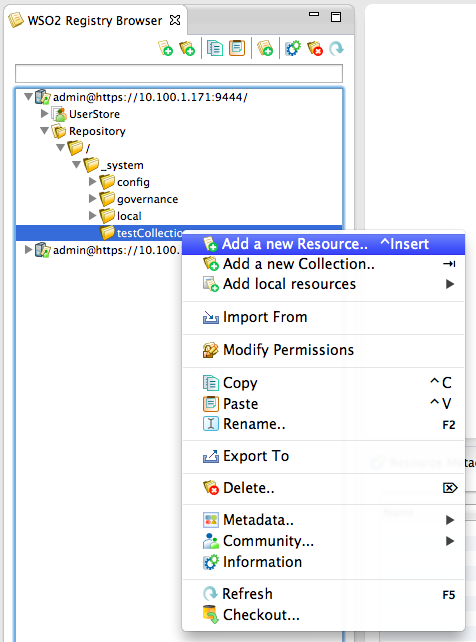 WSO2 Registry Browser
admin@https://10.100.1.171:9444/
UserStore
Repository
/
_system
config
governance
local
testCollectio
admin@https://10.100.
Add a new Resource.. ^Insert
Add a new Collection.. ⇥
Add local resources
Import From
Modify Permissions
Copy ^C
Paste ^V
Rename.. F2
Export To
Delete.. ⌦
Metadata..
Community...
Information
Refresh F5
Checkout...